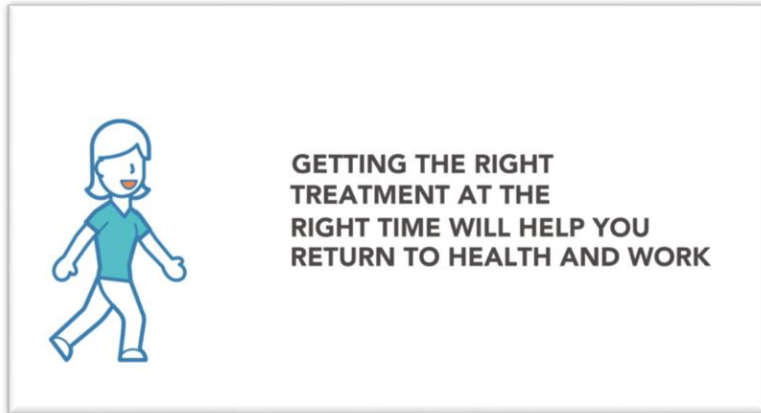 GETTING THE RIGHT
TREATMENT AT THE
RIGHT TIME WILL HELP YOU
RETURN TO HEALTH AND WORK